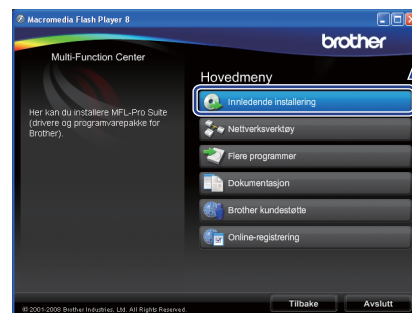 Macromedia Flash Player 8
brother
Multi-Function Center
Hovedmeny
Innledende installering
Her kan du installere MFL-Pro Suite
(drivere og programvarepakke for
Brother).
Nettverksverktøy
Flere programmer
Dokumentasjon
Brother kundestøtte
Online-registrering
© 2001-2008 Brother Industries, Ltd. All Rights Reserved.
Tilbake
Avslutt